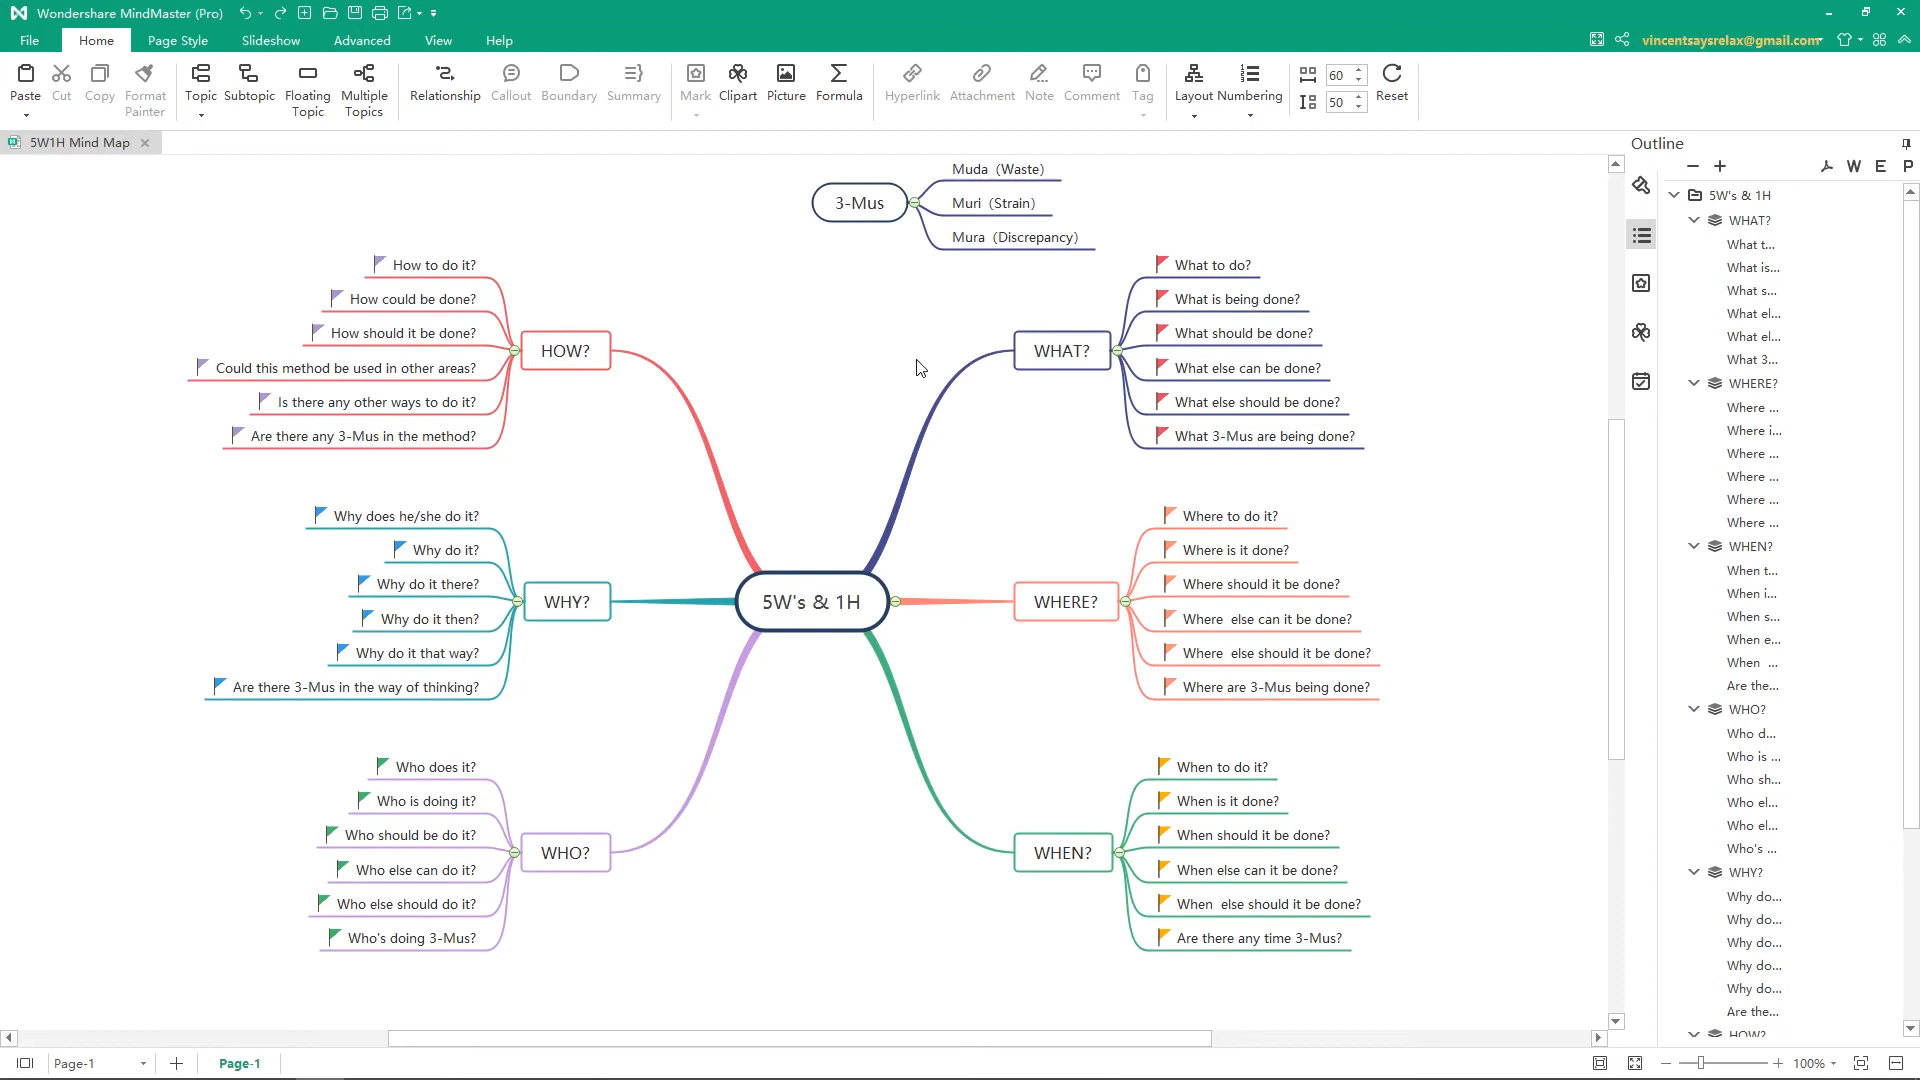 Wondershare MindMaster (Pro)
File
Home
Page Style
Slideshow
Advanced
View
Help
vincentsaysrelax@gmail.com
Paste
Cut
Copy
Format Painter
Topic
Subtopic
Floating Topic
Multiple Topics
Relationship
Callout
Boundary
Summary
Mark
Clipart
Picture
Formula
Hyperlink
Attachment
Note
Comment
Tag
Layout
Numbering
60
50
Reset
5W1H Mind Map
3-Mus
Muda（Waste）
Muri（Strain）
Mura（Discrepancy）
5W's & 1H
HOW?
How to do it?
How could be done?
How should it be done?
Could this method be used in other areas?
Is there any other ways to do it?
Are there any 3-Mus in the method?
WHAT?
What to do?
What is being done?
What should be done?
What else can be done?
What else should be done?
What 3-Mus are being done?
WHY?
Why does he/she do it?
Why do it?
Why do it there?
Why do it then?
Why do it that way?
Are there 3-Mus in the way of thinking?
WHERE?
Where to do it?
Where is it done?
Where should it be done?
Where  else can it be done?
Where  else should it be done?
Where are 3-Mus being done?
WHO?
Who does it?
Who is doing it?
Who should be do it?
Who else can do it?
Who else should do it?
Who's doing 3-Mus?
WHEN?
When to do it?
When is it done?
When should it be done?
When else can it be done?
When  else should it be done?
Are there any time 3-Mus?
Outline
W
E
P
5W's & 1H
WHAT?
What t...
What is...
What s...
What el...
What el...
What 3...
WHERE?
Where ...
Where i...
Where ...
Where ...
Where ...
Where ...
WHEN?
When t...
When i...
When s...
When e...
When  ...
Are the...
WHO?
Who d...
Who is ...
Who sh...
Who el...
Who el...
Who's ...
WHY?
Why do...
Why do...
Why do...
Why do...
Why do...
Are the...
HOW?
Page-1
Page-1
100%